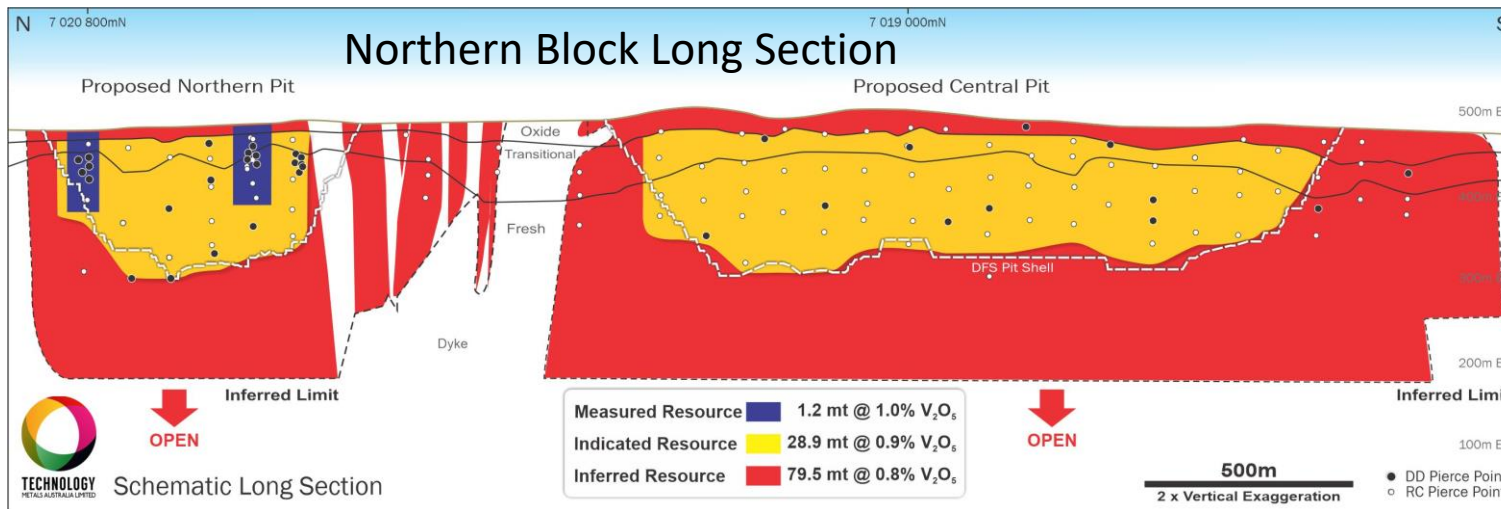 N
7 020 800mN
7 019 000mN
S
Northern Block Long Section
Proposed Northern Pit
Proposed Central Pit
500m E
Oxide
Transitional
400m E
Fresh
DFS Pit Shell
300m E
Dyke
200m E
Inferred Limit
Inferred Limi
OPEN
OPEN
Measured Resource 1.2 mt @ 1.0% V₂O₅
Indicated Resource 28.9 mt @ 0.9% V₂O₅
Inferred Resource 79.5 mt @ 0.8% V₂O₅
100m E
500m
2 x Vertical Exaggeration
DD Pierce Poin
RC Pierce Poin
TECHNOLOGY
METALS AUSTRALIA LIMITED
Schematic Long Section